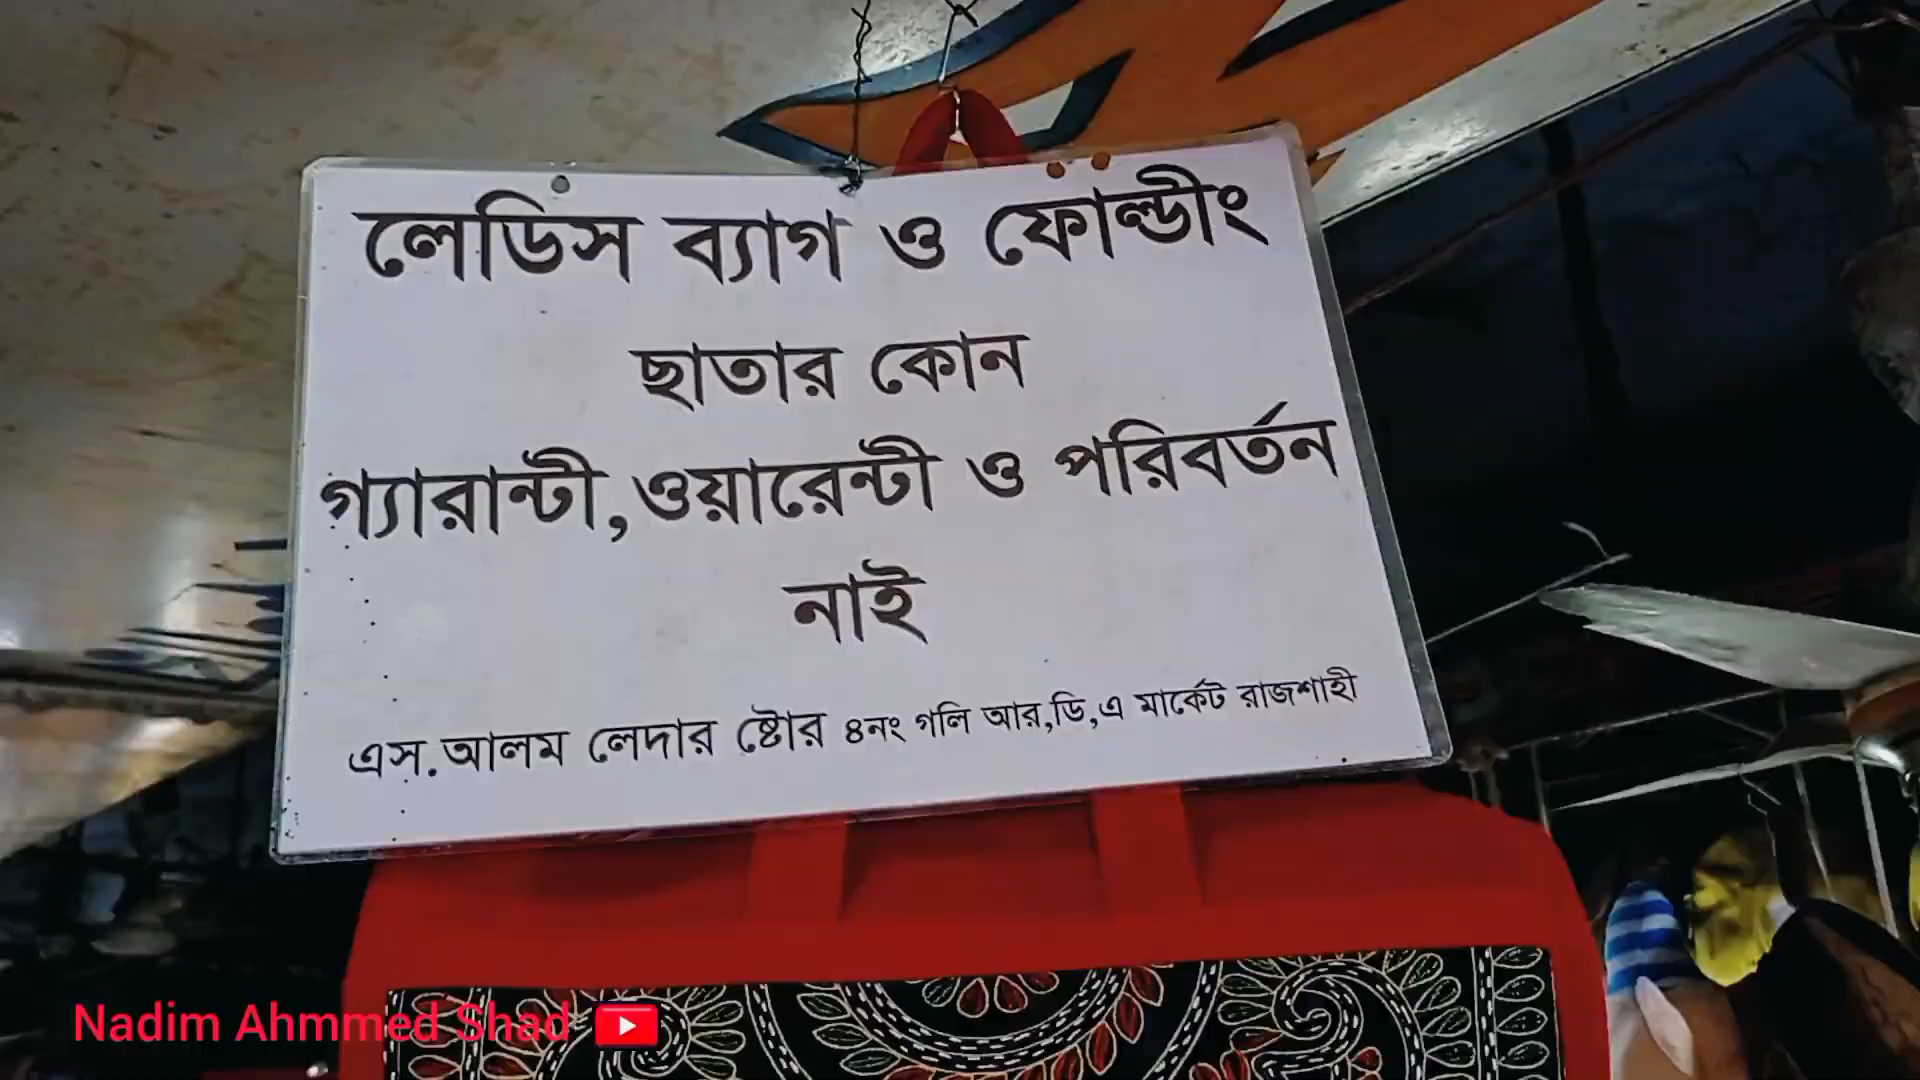 লেডিস ব্যাগ ও ফোল্ডীং
ছাতার কোন
গ্যারান্টী,ওয়ারেন্টী ও পরিবর্তন
নাই
এস.আলম লেদার ষ্টোর ৪নং গলি আর,ডি,এ মার্কেট রাজশাহী
Nadim Ahmmed Shad